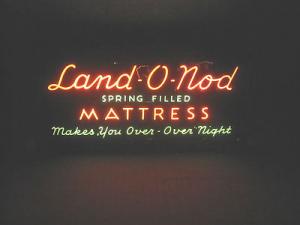 Land-O-Nod
SPRING FILLED
MATTRESS
Makes You Over-Over Night